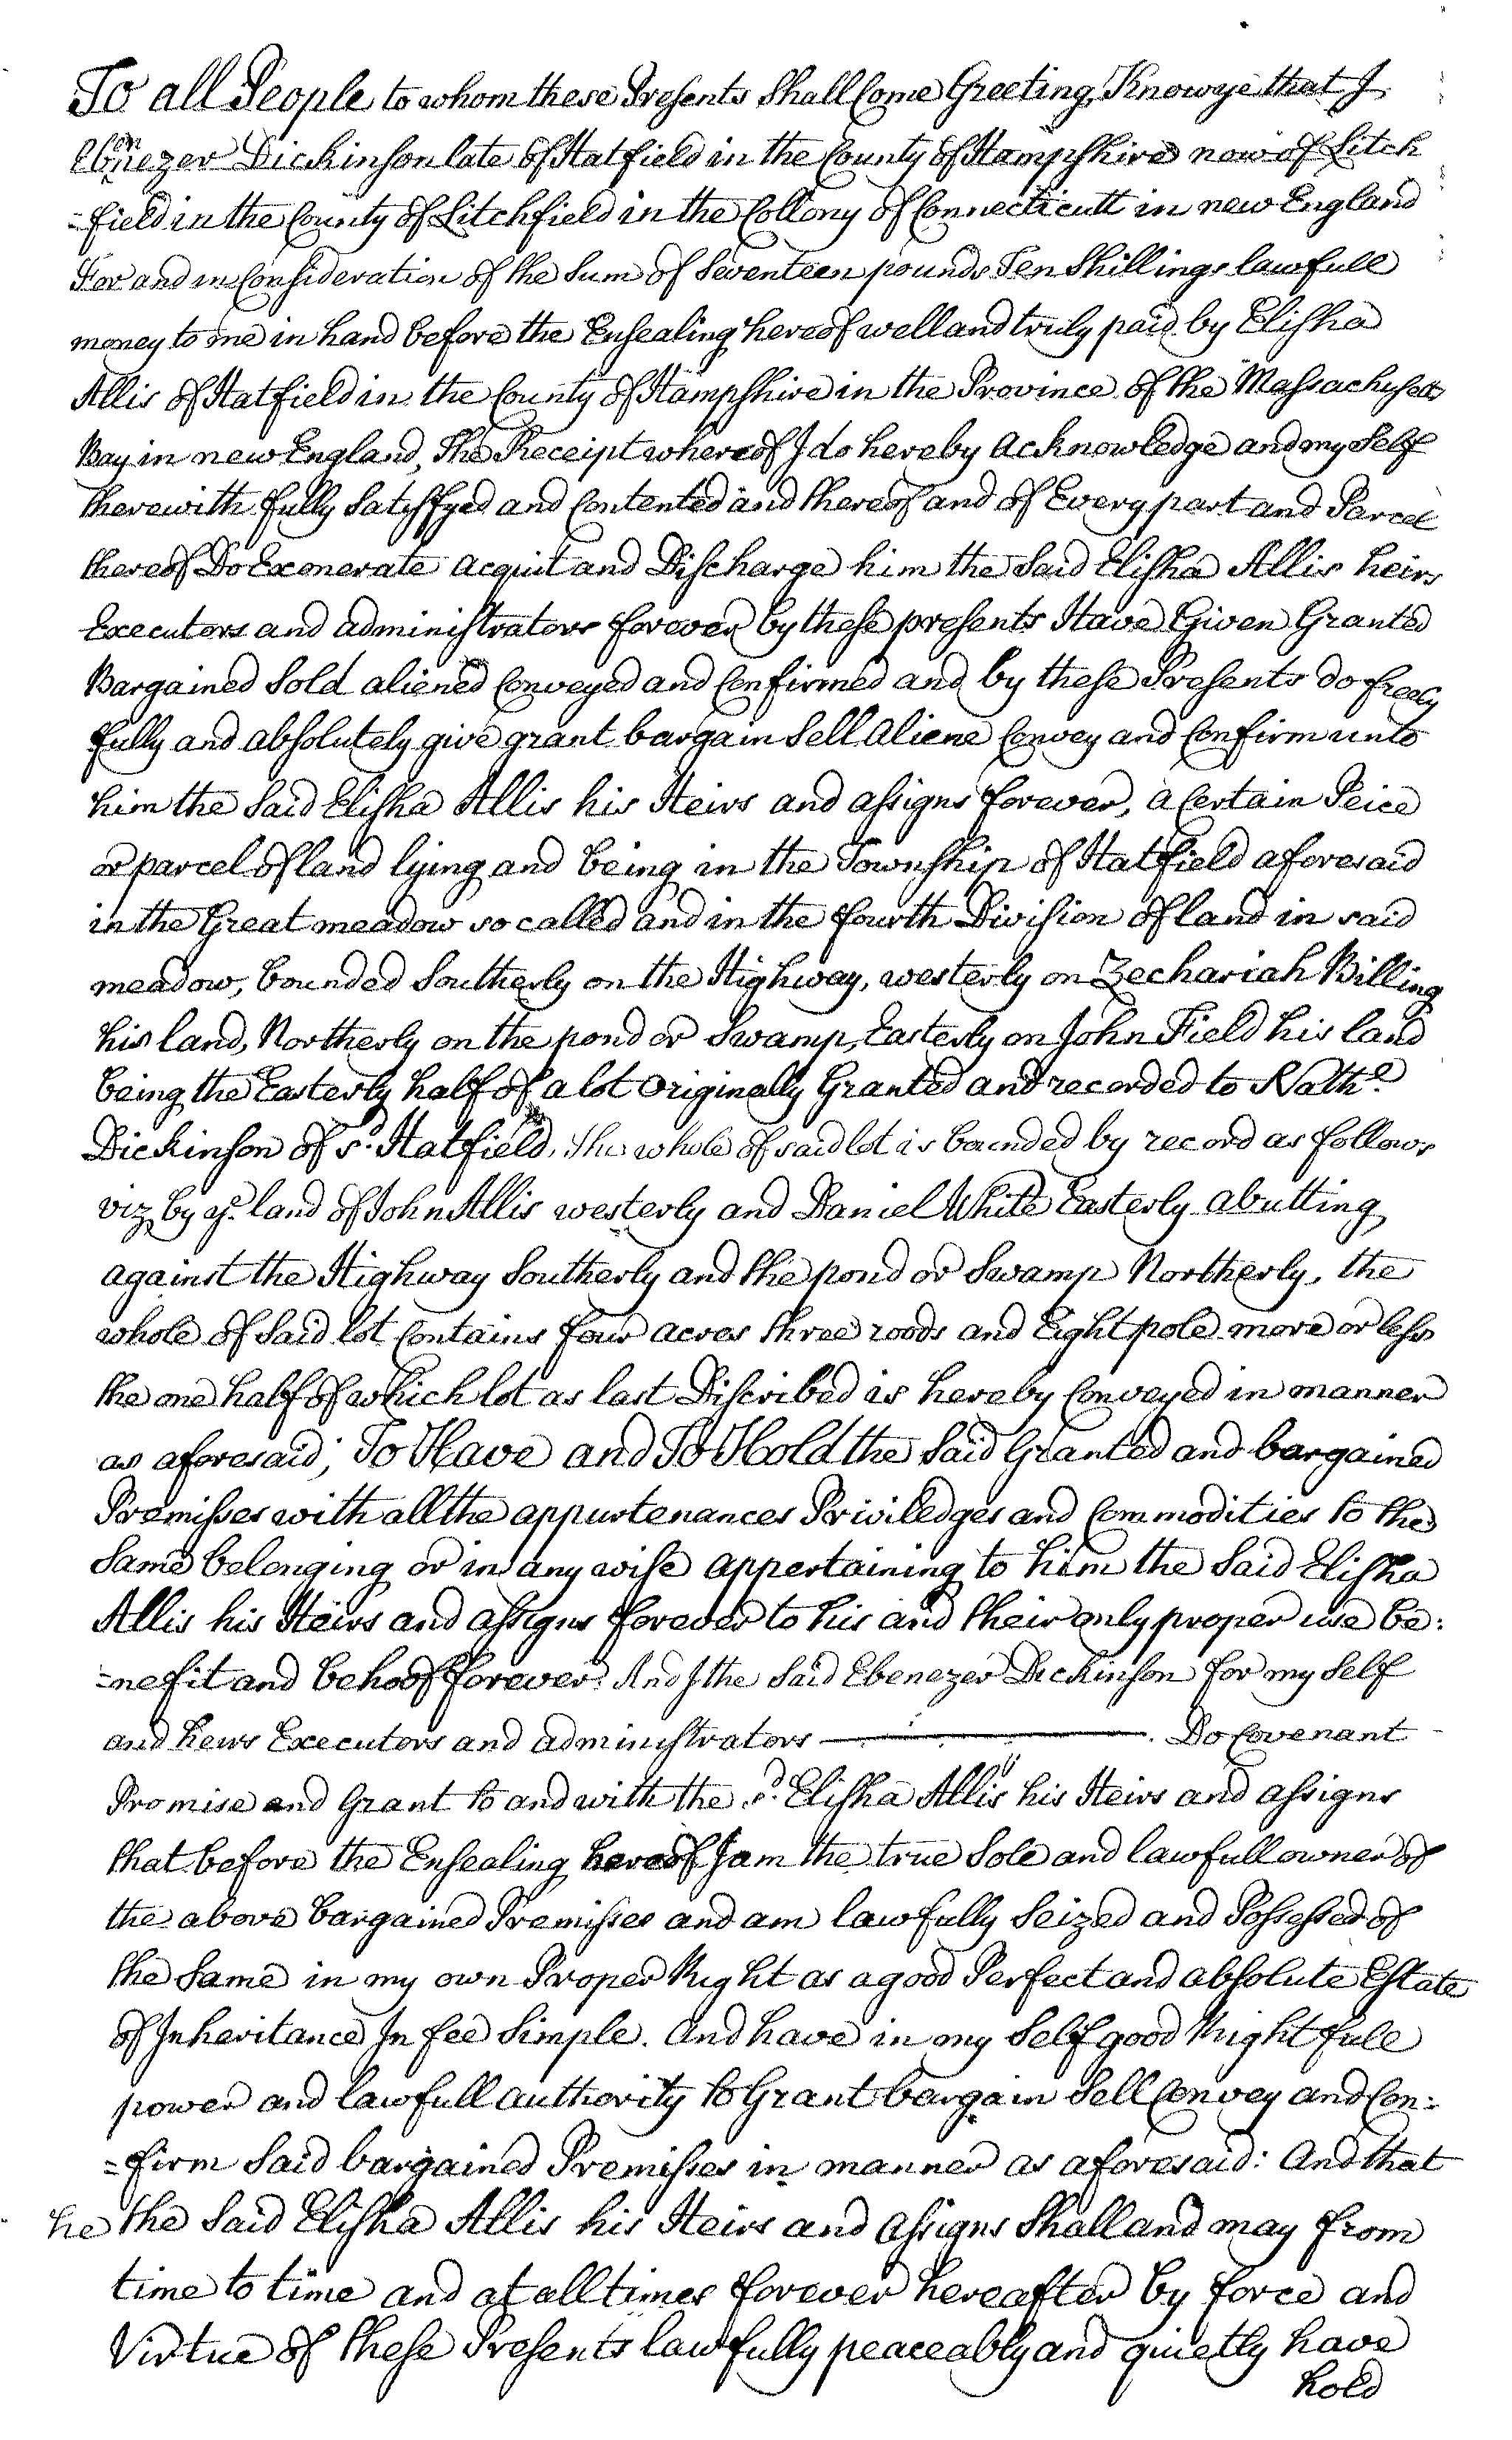 To all People to whom these Presents Shall Come Greeting, Know ye that I
Ebenezer Dickinson late of Hatfield in the County of Hampshire now of Litch
=field in the County of Litchfield in the Collony of Connecticutt in new England
For and in Consideration of the Sum of Seventeen pounds Ten Shillings lawfull
money to me in hand before the Ensealing hereof well and truly paid by Elisha
Allis of Hatfield in the County of Hampshire in the Province of the Massachusets
Bay in new England, The Receipt whereof I do hereby acknowledge and my Self
therewith fully Satisfyed and Contented and thereof and of Every part and Parcel
thereof Do Exonerate acquit and Discharge him the Said Elisha Allis heirs
Executors and administrators forever by these presents Have Given Granted
Bargained Sold aliened Conveyed and Confirmed and by these Presents do freely
fully and absolutely give grant bargain Sell Aliene Convey and Confirm unto
him the Said Elisha Allis his Heirs and assigns forever, a Certain Peice
or parcel of land lying and being in the Township of Hatfield aforesaid
in the Great meadow so called and in the fourth Division of land in said
meadow, bounded Southerly on the Highway, westerly on Zechariah Billing
his land, Northerly on the pond or Swamp, Easterly on John Field his land
being the Easterly half of a lot originally Granted and recorded to Nathll
Dickinson of sd. Hatfield, The whole of said lot is bounded by record as follows
viz by ye. land of John Allis westerly and Daniel White Easterly abutting
against the Highway Southerly and the pond or Swamp Northerly, the
whole of Said lot Contains four acres three roods and Eight pole more or less
the one half of which lot as last Discribed is hereby Conveyed in manner
as aforesaid; To Have and To Hold the Said Granted and bargained
Premisses with all the appurtenances Priviledges and Commodities to the
Same belonging or in any wise appertaining to him the Said Elisha
Allis his Heirs and assigns forever to his and their only proper use be:
=nefit and behoof forever. And I the Said Ebenezer Dickinson for my Self
and heirs Executors and administrators ——— Do Covenant
Promise and Grant to and with the sd. Elisha Allis his Heirs and assigns
that before the Ensealing hereof I am the true Sole and lawfull owner of
the above bargained Premisses and am lawfully Seized and Possessed of
the Same in my own Proper Right as a good Perfect and absolute Estate
of Inheritance In fee Simple. And have in my Self good Right full
power and lawfull authority to Grant bargain Sell Convey and Con:
=firm Said bargained Premisses in manner as aforesaid: And that
he the Said Elisha Allis his Heirs and assigns Shall and may from
time to time and at all times forever hereafter by force and
Virtue of these Presents lawfully peaceably and quietly have
hold